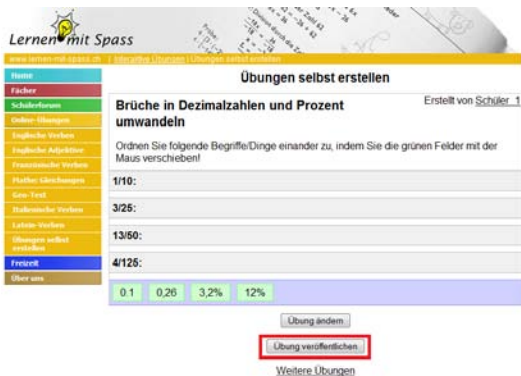 Lernen mit Spass
www.lernen-mit-spass.ch | Interaktive Übungen | Übungen selbst erstellen
Home
Fächer
Schülerforum
Online-Übungen
Englische Verben
Englische Adjektive
Französische Verben
Mathe: Gleichungen
Geo-Test
Italienische Verben
Latein-Verben
Übungen selbst
erstellen
Freizeit
Über uns
Übungen selbst erstellen
Brüche in Dezimalzahlen und Prozent
umwandeln
Erstellt von Schüler_1
Ordnen Sie folgende Begriffe/Dinge einander zu, indem Sie die grünen Felder mit der
Maus verschieben!
1/10:
3/25:
13/50:
4/125:
0.1 0,26 3,2% 12%
Übung ändern
Übung veröffentlichen
Weitere Übungen